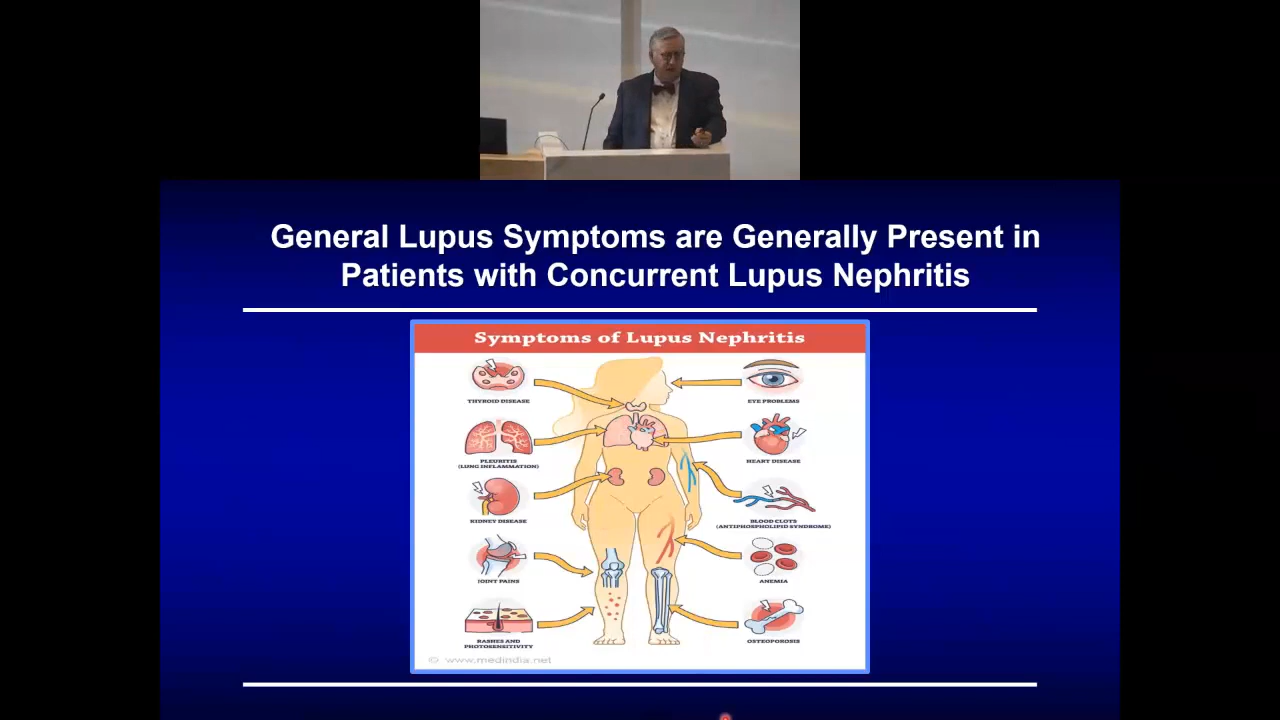 General Lupus Symptoms are Generally Present in
Patients with Concurrent Lupus Nephritis
Symptoms of Lupus Nephritis
THYROID DISEASE
EYE PROBLEMS
PLEURITIS
(LUNG INFLAMMATION)
HEART DISEASE
KIDNEY DISEASE
BLOOD CLOTS
(ANTIPHOSPHOLIPID SYNDROME)
JOINT PAINS
ANEMIA
RASHES AND
PHOTOSENSITIVITY
OSTEOPOROSIS
© www.medindia.net